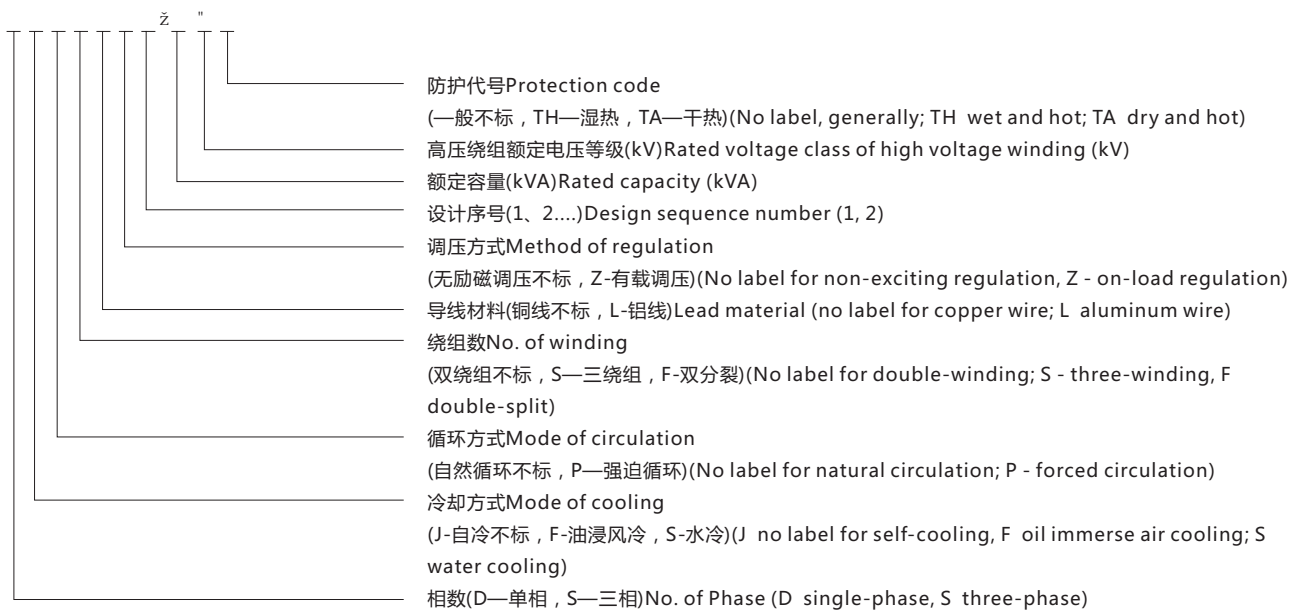 ž "
防护代号Protection code
(—般不标，TH—湿热，TA—干热)(No label, generally; TH wet and hot; TA dry and hot)
高压绕组额定电压等级(kV)Rated voltage class of high voltage winding (kV)
额定容量(kVA)Rated capacity (kVA)
设计序号(1、2....)Design sequence number (1, 2)
调压方式Method of regulation
(无励磁调压不标，Z-有载调压)(No label for non-exciting regulation, Z - on-load regulation)
导线材料(铜线不标，L-铝线)Lead material (no label for copper wire; L aluminum wire)
绕组数No. of winding
(双绕组不标，S—三绕组，F-双分裂)(No label for double-winding; S - three-winding, F
double-split)
循环方式Mode of circulation
(自然循环不标，P—强迫循环)(No label for natural circulation; P - forced circulation)
冷却方式Mode of cooling
(J-自冷不标，F-油浸风冷，S-水冷)(J no label for self-cooling, F oil immerse air cooling; S
water cooling)
相数(D—单相，S—三相)No. of Phase (D single-phase, S three-phase)